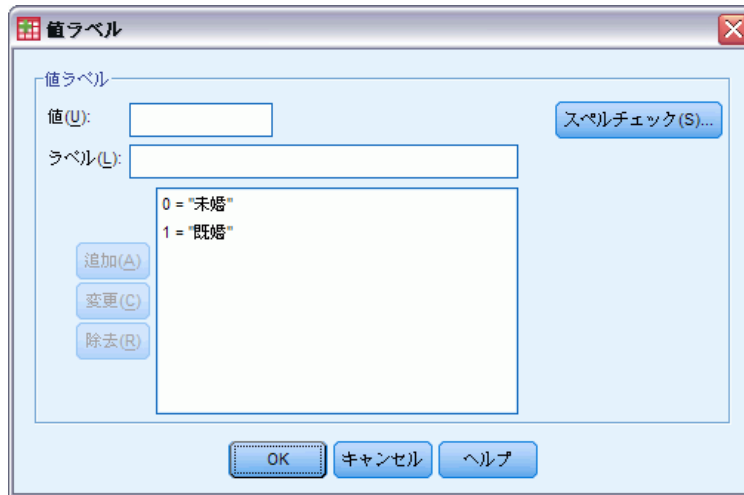 値ラベル
値ラベル
値(U):
スペルチェック(S)...
ラベル(L):
0 = "未婚"
1 = "既婚"
追加(A)
変更(C)
除去(R)
OK
キャンセル
ヘルプ